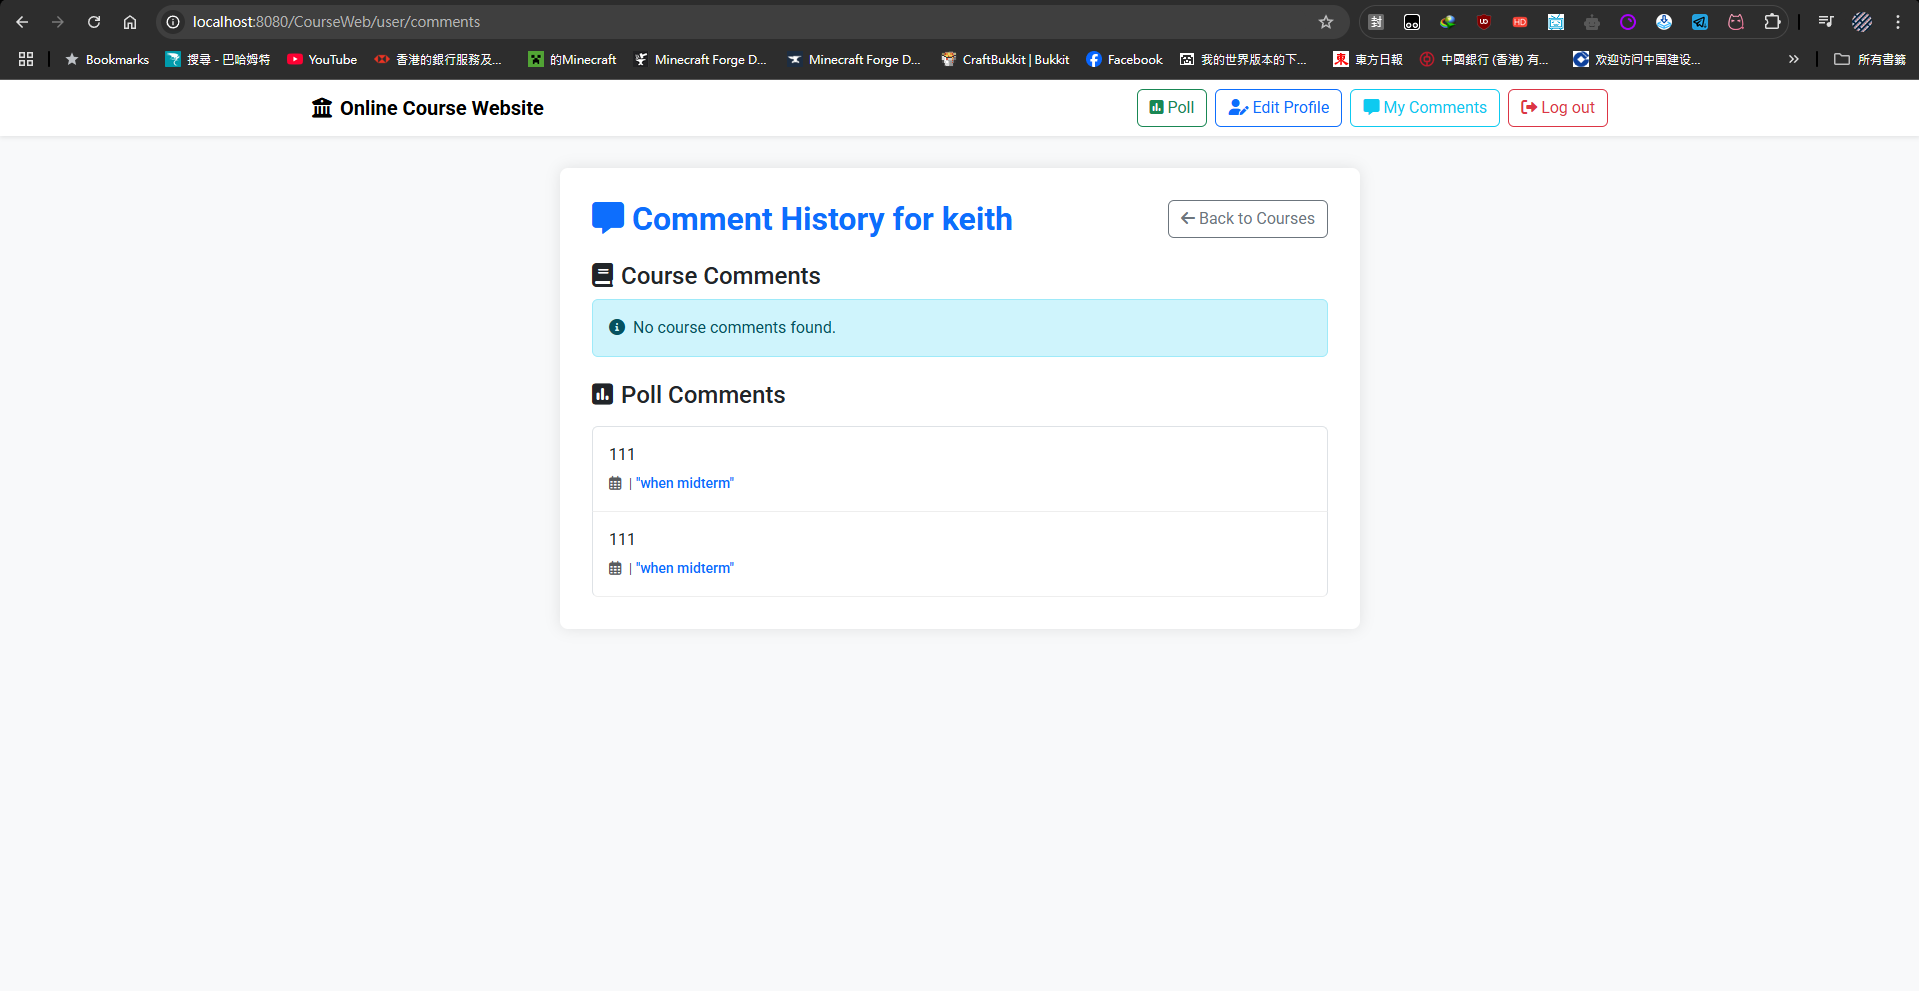 localhost:8080/CourseWeb/user/comments
Bookmarks
搜尋 - 巴哈姆特
YouTube
香港的銀行服務及...
的Minecraft
Minecraft Forge D...
Minecraft Forge D...
CraftBukkit | Bukkit
Facebook
我的世界版本的下...
東方日報
中國銀行 (香港) 有...
欢迎访问中国建设...
所有書籤
Online Course Website
Poll
Edit Profile
My Comments
Log out
Comment History for keith
Back to Courses
Course Comments
No course comments found.
Poll Comments
111
| "when midterm"
111
| "when midterm"